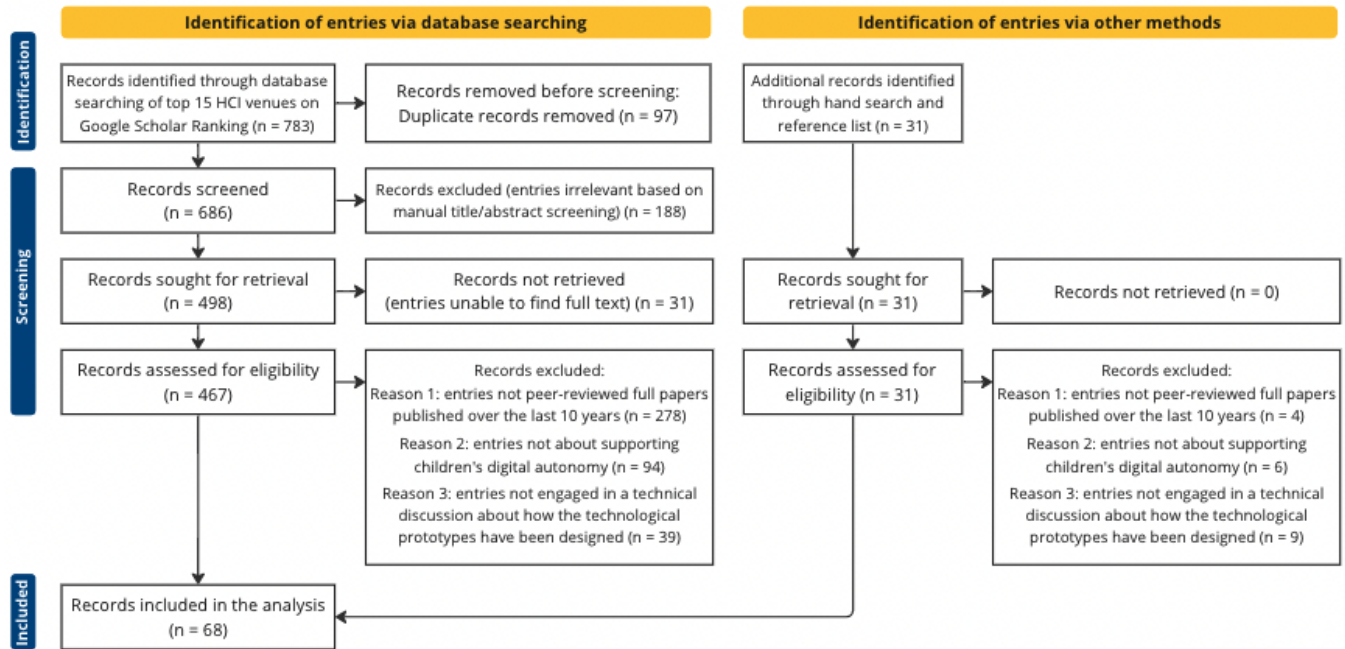 Identification of entries via database searching
Identification of entries via other methods
Identification
Records identified through database
searching of top 15 HCI venues on
Google Scholar Ranking (n = 783)
Records removed before screening:
Duplicate records removed (n = 97)
Additional records identified
through hand search and
reference list (n = 31)
Screening
Records screened
(n = 686)
Records excluded (entries irrelevant based on
manual title/abstract screening) (n = 188)
Records sought for retrieval
(n = 498)
Records not retrieved
(entries unable to find full text) (n = 31)
Records sought for
retrieval (n = 31)
Records not retrieved (n = 0)
Records assessed for eligibility
(n = 467)
Records excluded:
Reason 1: entries not peer-reviewed full papers
published over the last 10 years (n = 278)
Reason 2: entries not about supporting
children's digital autonomy (n = 94)
Reason 3: entries not engaged in a technical
discussion about how the technological
prototypes have been designed (n = 39)
Records assessed for
eligibility (n = 31)
Records excluded:
Reason 1: entries not peer-reviewed full papers
published over the last 10 years (n = 4)
Reason 2: entries not about supporting
children's digital autonomy (n = 6)
Reason 3: entries not engaged in a technical
discussion about how the technological
prototypes have been designed (n = 9)
Included
Records included in the analysis
(n = 68)